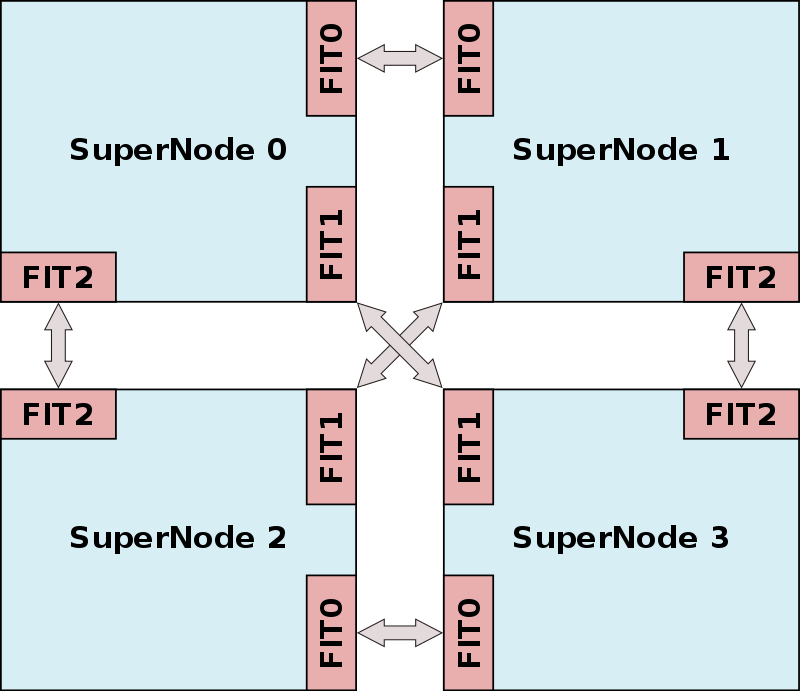 FIT0
FIT0
SuperNode 0
SuperNode 1
FIT1
FIT1
FIT2
FIT2
FIT2
FIT2
FIT1
FIT1
SuperNode 2
SuperNode 3
FIT0
FIT0